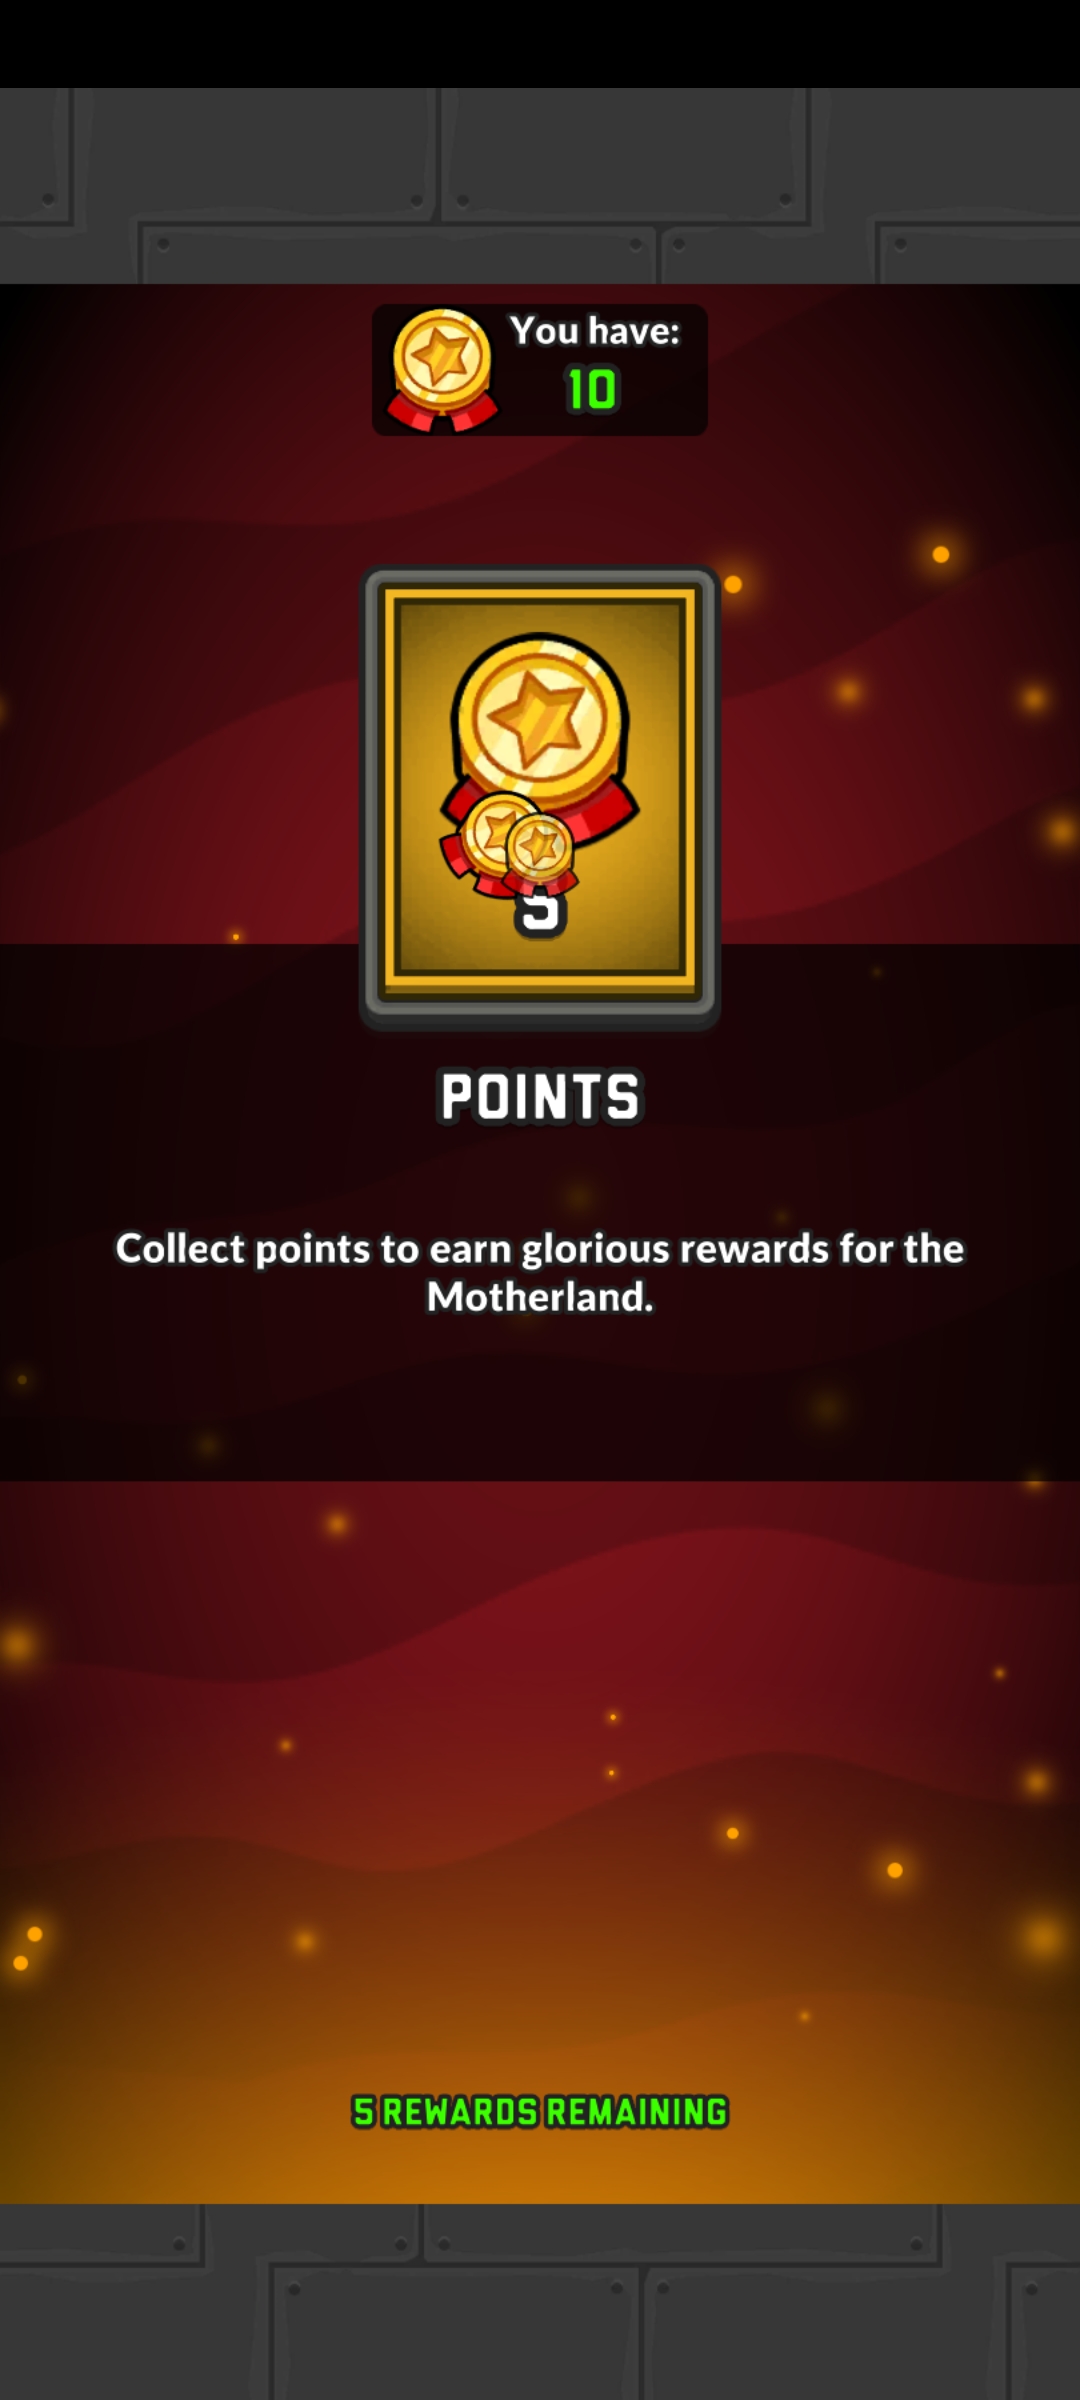 You have:
10
POINTS
Collect points to earn glorious rewards for the
Motherland.
5 REWARDS REMAINING